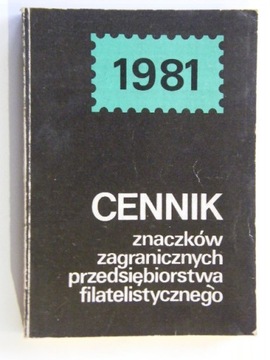 1981
CENNIK
znaczków
zagranicznych
przedsiębiorstwa
filatelistycznego